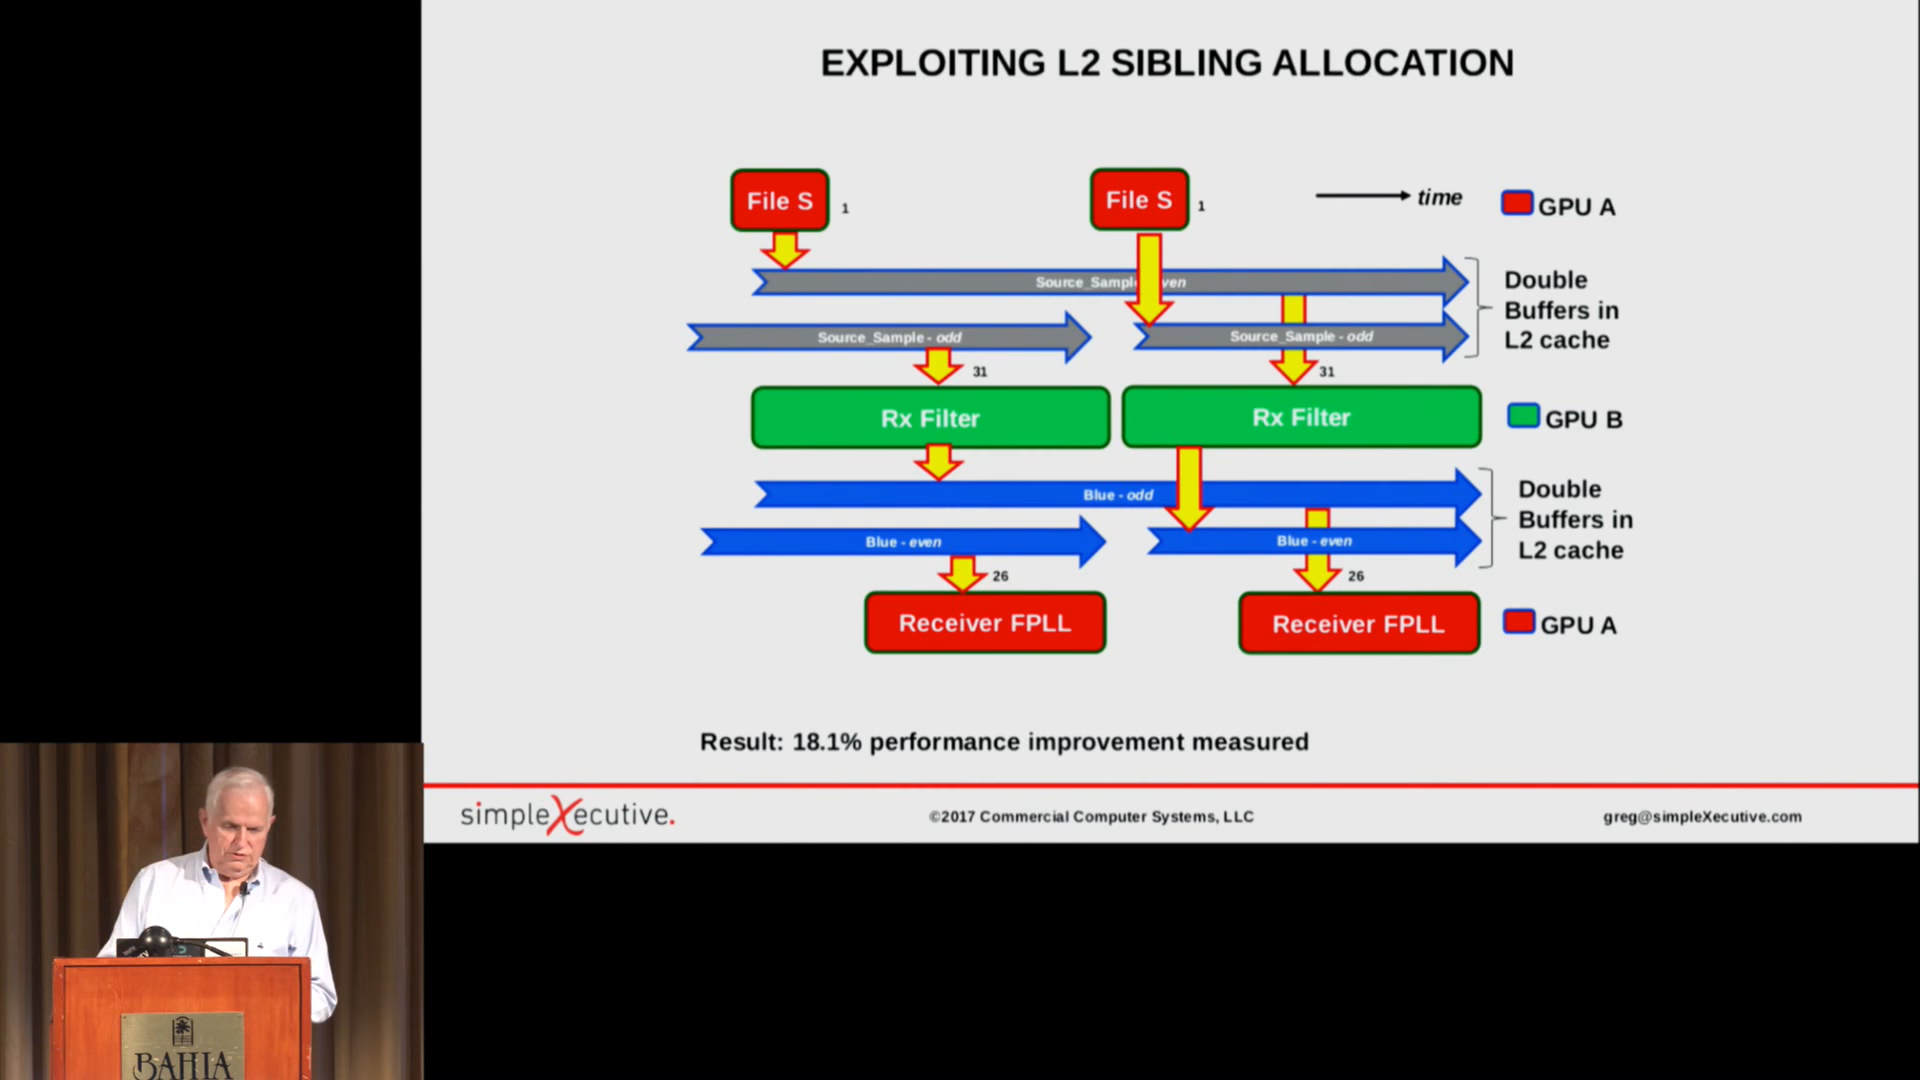 EXPLOITING L2 SIBLING ALLOCATION
File S
1
File S
1
time
GPU A
Source_Sample
ven
Double
Buffers in
L2 cache
Source_Sample - odd
Source_Sample - odd
31
31
Rx Filter
Rx Filter
GPU B
Blue - odd
Double
Buffers in
L2 cache
Blue - even
Blue - even
26
26
Receiver FPLL
Receiver FPLL
GPU A
Result: 18.1% performance improvement measured
simpleXecutive.
©2017 Commercial Computer Systems, LLC
greg@simpleXecutive.com
BAHIA